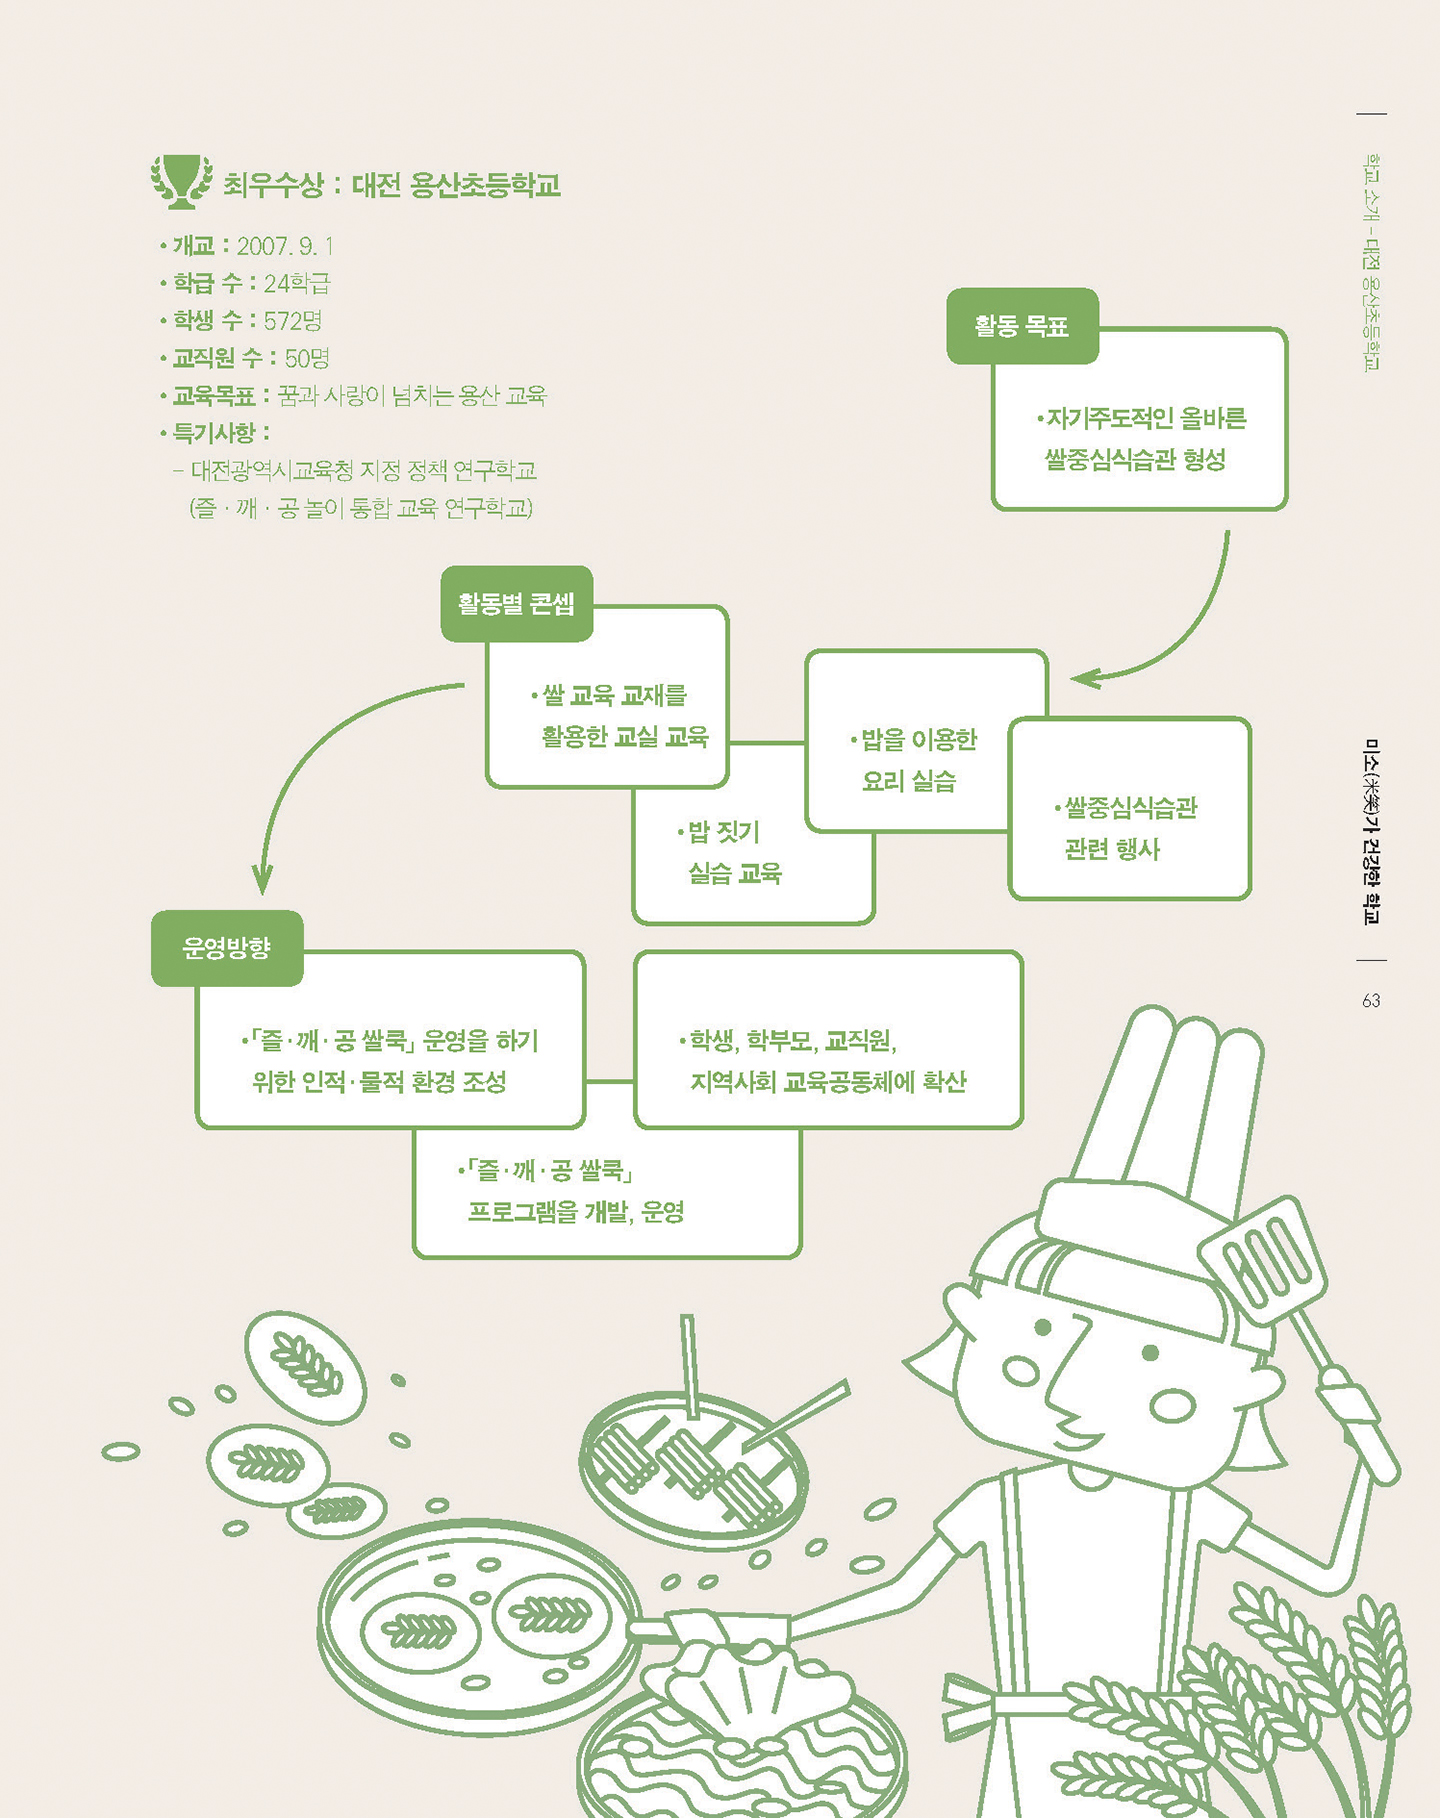 최우수상 : 대전 용산초등학교
• 개교 : 2007. 9. 1
• 학급 수 : 24학급
• 학생 수 : 572명
• 교직원 수 : 50명
• 교육목표 : 꿈과 사랑이 넘치는 용산 교육
• 특기사항 :
– 대전광역시교육청 지정 정책 연구학교
(즐 · 깨 · 공 놀이 통합 교육 연구학교)
활동 목표
• 자기주도적인 올바른
쌀중심식습관 형성
활동별 콘셉
• 쌀 교육 교재를
활용한 교실 교육
• 밥 짓기
실습 교육
• 밥을 이용한
요리 실습
• 쌀중심식습관
관련 행사
운영방향
•「즐·깨·공 쌀쿡」 운영을 하기
위한 인적·물적 환경 조성
•「즐·깨·공 쌀쿡」
프로그램을 개발, 운영
• 학생, 학부모, 교직원,
지역사회 교육공동체에 확산
학교 소개 – 대전 용산초등학교
미소(米笑)가 건강한 학교
63